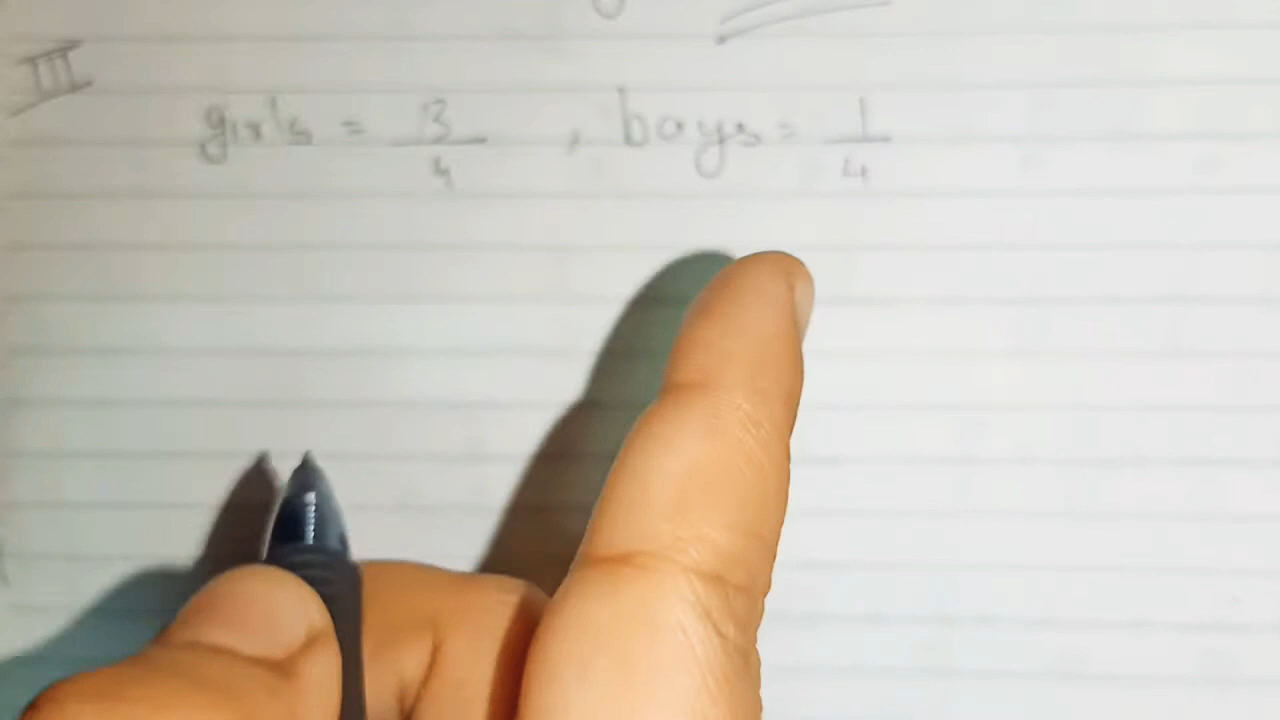 III
girls = 3/4 , boys = 1/4